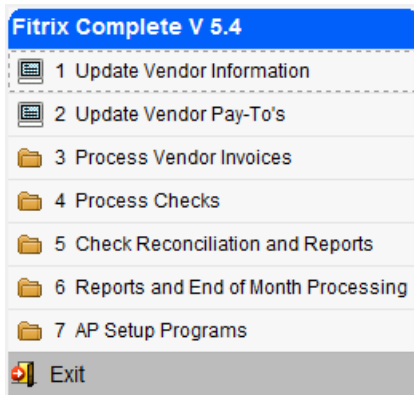 Fitrix Complete V 5.4
1 Update Vendor Information
2 Update Vendor Pay-To's
3 Process Vendor Invoices
4 Process Checks
5 Check Reconciliation and Reports
6 Reports and End of Month Processing
7 AP Setup Programs
Exit